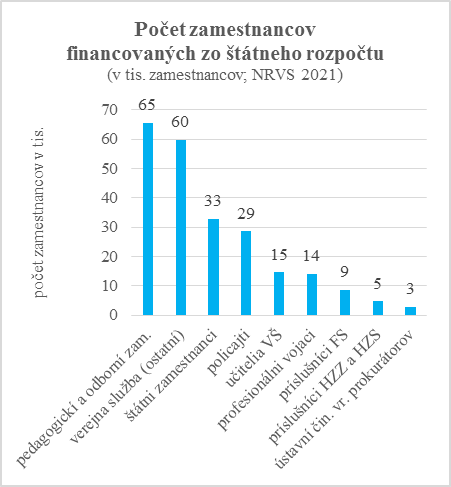 Počet zamestnancov
financovaných zo štátneho rozpočtu
(v tis. zamestnancov; NRVS 2021)
počet zamestnancov v tis.
70
60
50
40
30
20
10
0
65
60
33
29
15
14
9
5
3
pedagogickí a odborní zam.
verejna služba (ostatní)
štátni zamestnanci
policajti
učitelia VŠ
profesionálni vojaci
príslušníci FS
príslušníci HZZ a HZS
ústavní čin. vr. prokurátorov